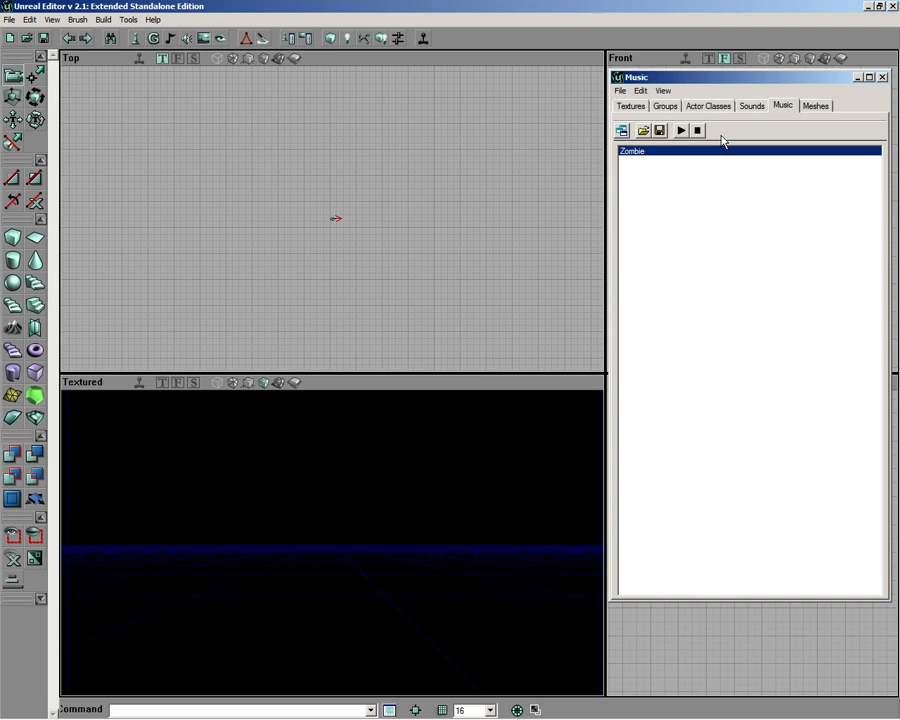 Unreal Editor v 2.1: Extended Standalone Edition
File Edit View Brush Build Tools Help
Top T F S
Front T F S
Music
File Edit View
Textures Groups Actor Classes Sounds Music Meshes
Zombie
Textured T F S
Command 16